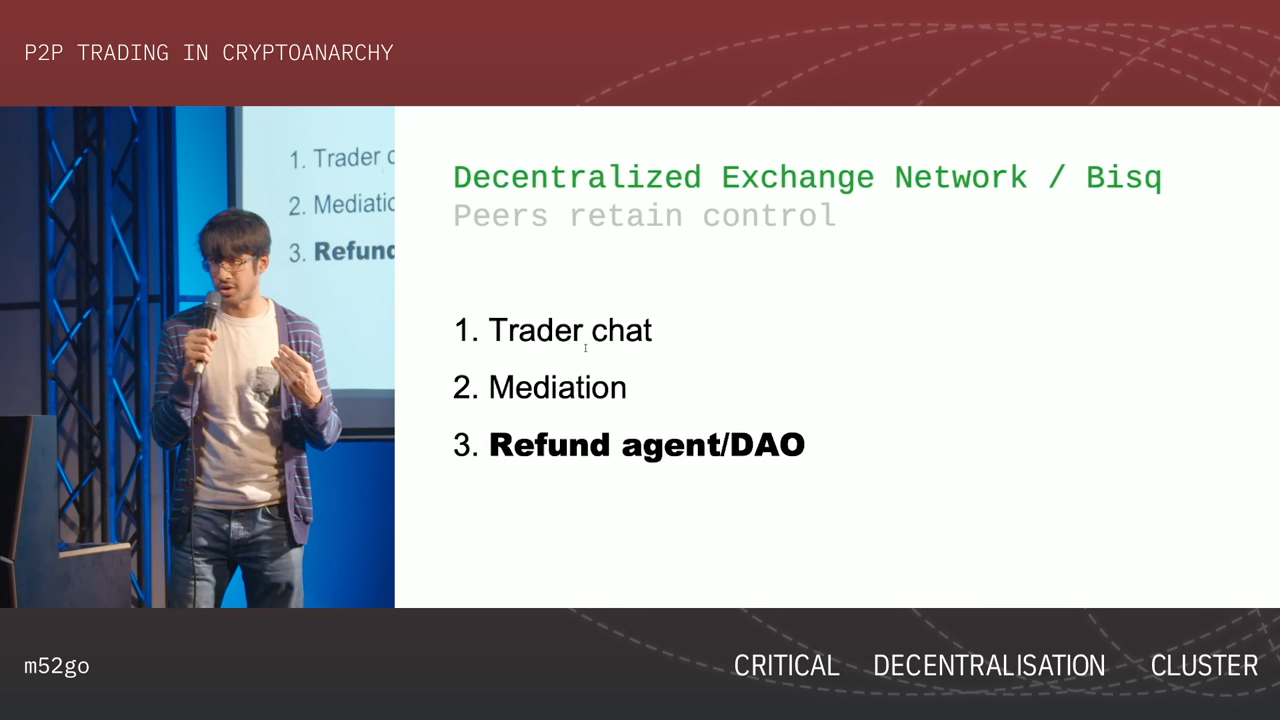 P2P TRADING IN CRYPTOANARCHY
1. Trader c
2. Mediatic
3. Refund
Decentralized Exchange Network / Bisq
Peers retain control
1. Trader chat
2. Mediation
3. Refund agent/DAO
m52go
CRITICAL DECENTRALISATION CLUSTER